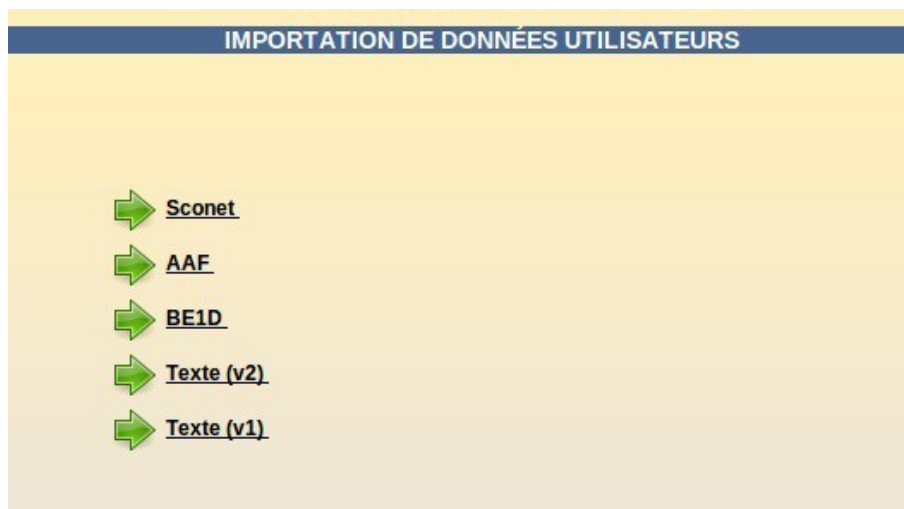 IMPORTATION DE DONNÉES UTILISATEURS
Sconet
AAF
BE1D
Texte (v2)
Texte (v1)